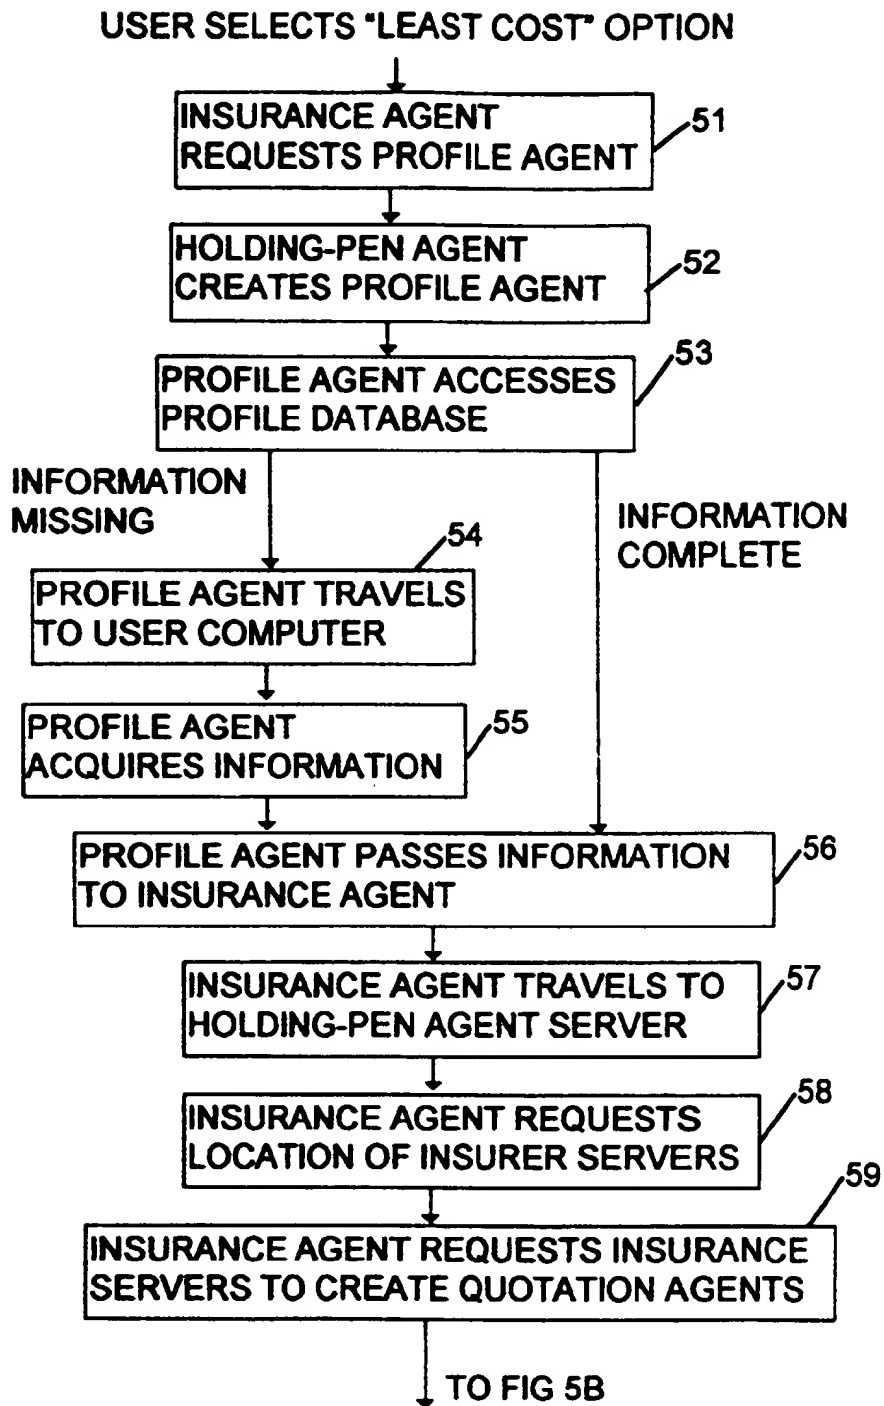 USER SELECTS "LEAST COST" OPTION
INSURANCE AGENT
REQUESTS PROFILE AGENT
51
HOLDING-PEN AGENT
CREATES PROFILE AGENT
52
PROFILE AGENT ACCESSES
PROFILE DATABASE
53
INFORMATION
MISSING
INFORMATION
COMPLETE
54
PROFILE AGENT TRAVELS
TO USER COMPUTER
PROFILE AGENT
ACQUIRES INFORMATION
55
PROFILE AGENT PASSES INFORMATION
TO INSURANCE AGENT
56
INSURANCE AGENT TRAVELS TO
HOLDING-PEN AGENT SERVER
57
INSURANCE AGENT REQUESTS
LOCATION OF INSURER SERVERS
58
INSURANCE AGENT REQUESTS INSURANCE
SERVERS TO CREATE QUOTATION AGENTS
59
TO FIG 5B